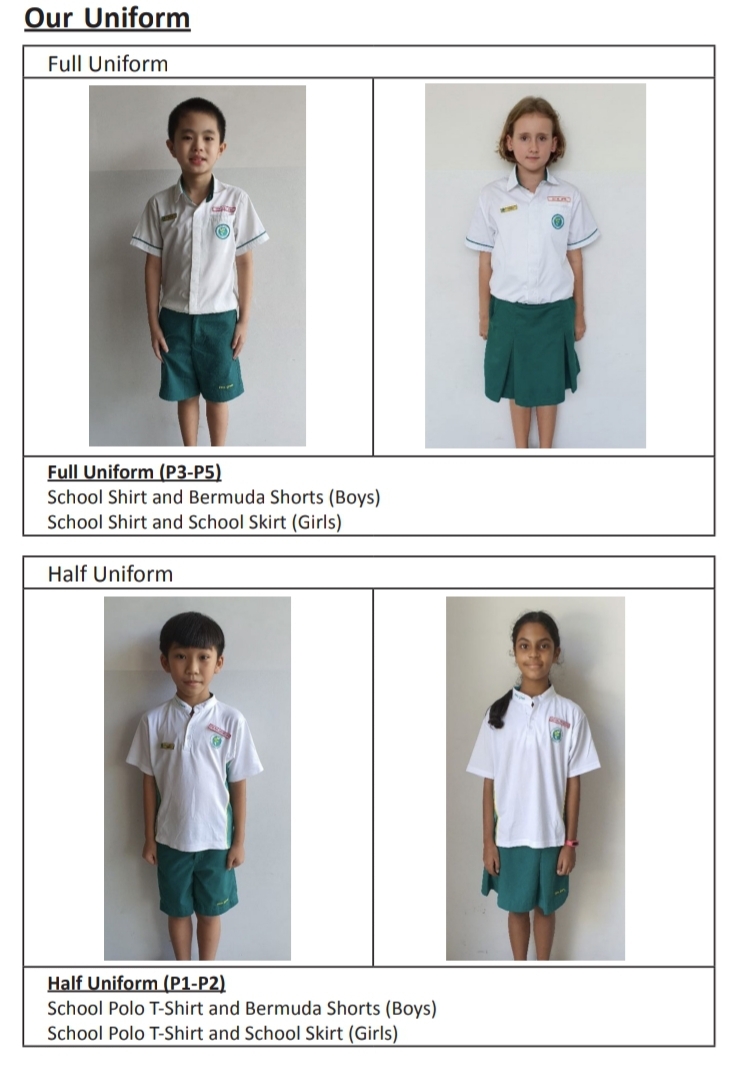 Our Uniform
Full Uniform
Full Uniform (P3-P5)
School Shirt and Bermuda Shorts (Boys)
School Shirt and School Skirt (Girls)
Half Uniform
Half Uniform (P1-P2)
School Polo T-Shirt and Bermuda Shorts (Boys)
School Polo T-Shirt and School Skirt (Girls)